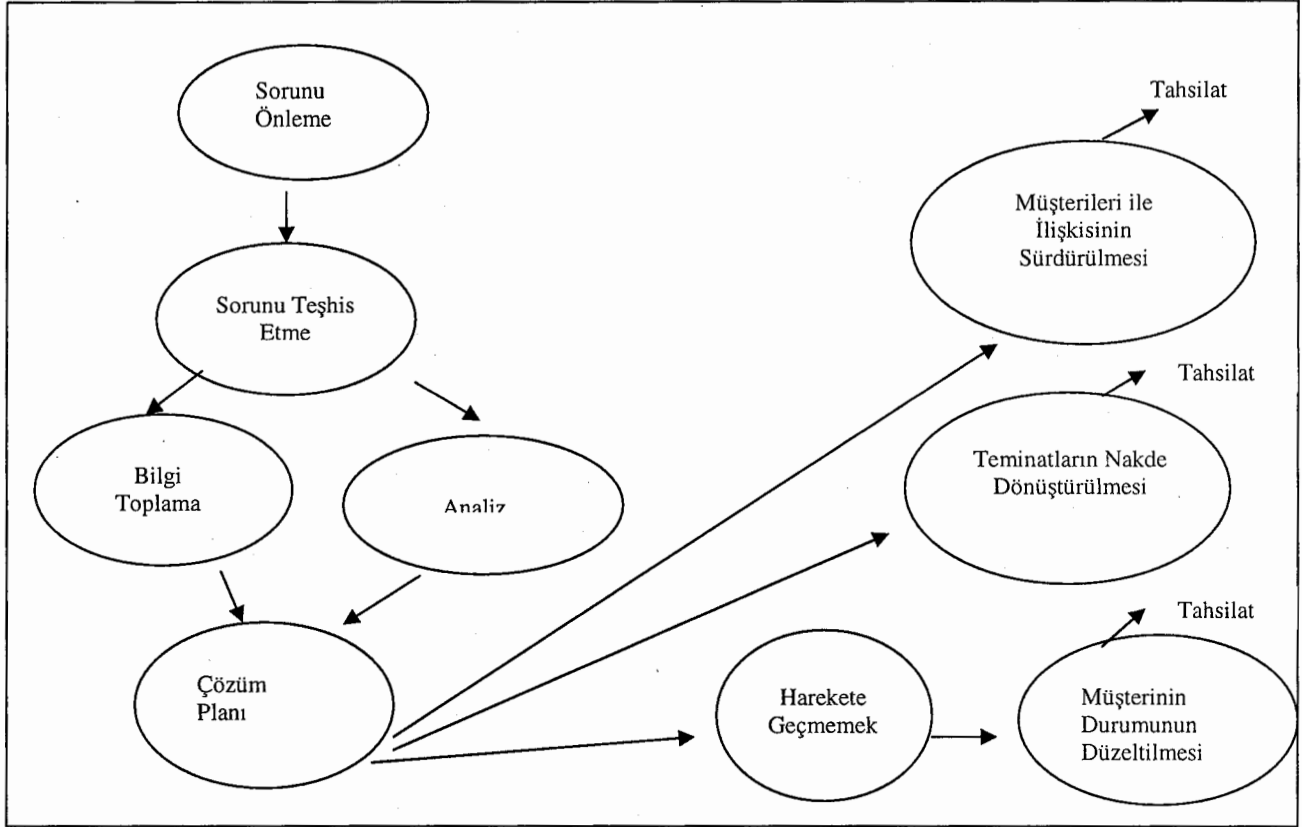 Sorunu
Önleme
Sorunu Teşhis
Etme
Bilgi
Toplama
Analiz
Çözüm
Planı
Tahsilat
Müşterileri ile
İlişkisinin
Sürdürülmesi
Tahsilat
Teminatların Nakde
Dönüştürülmesi
Tahsilat
Harekete
Geçmemek
Müşterinin
Durumunun
Düzeltilmesi